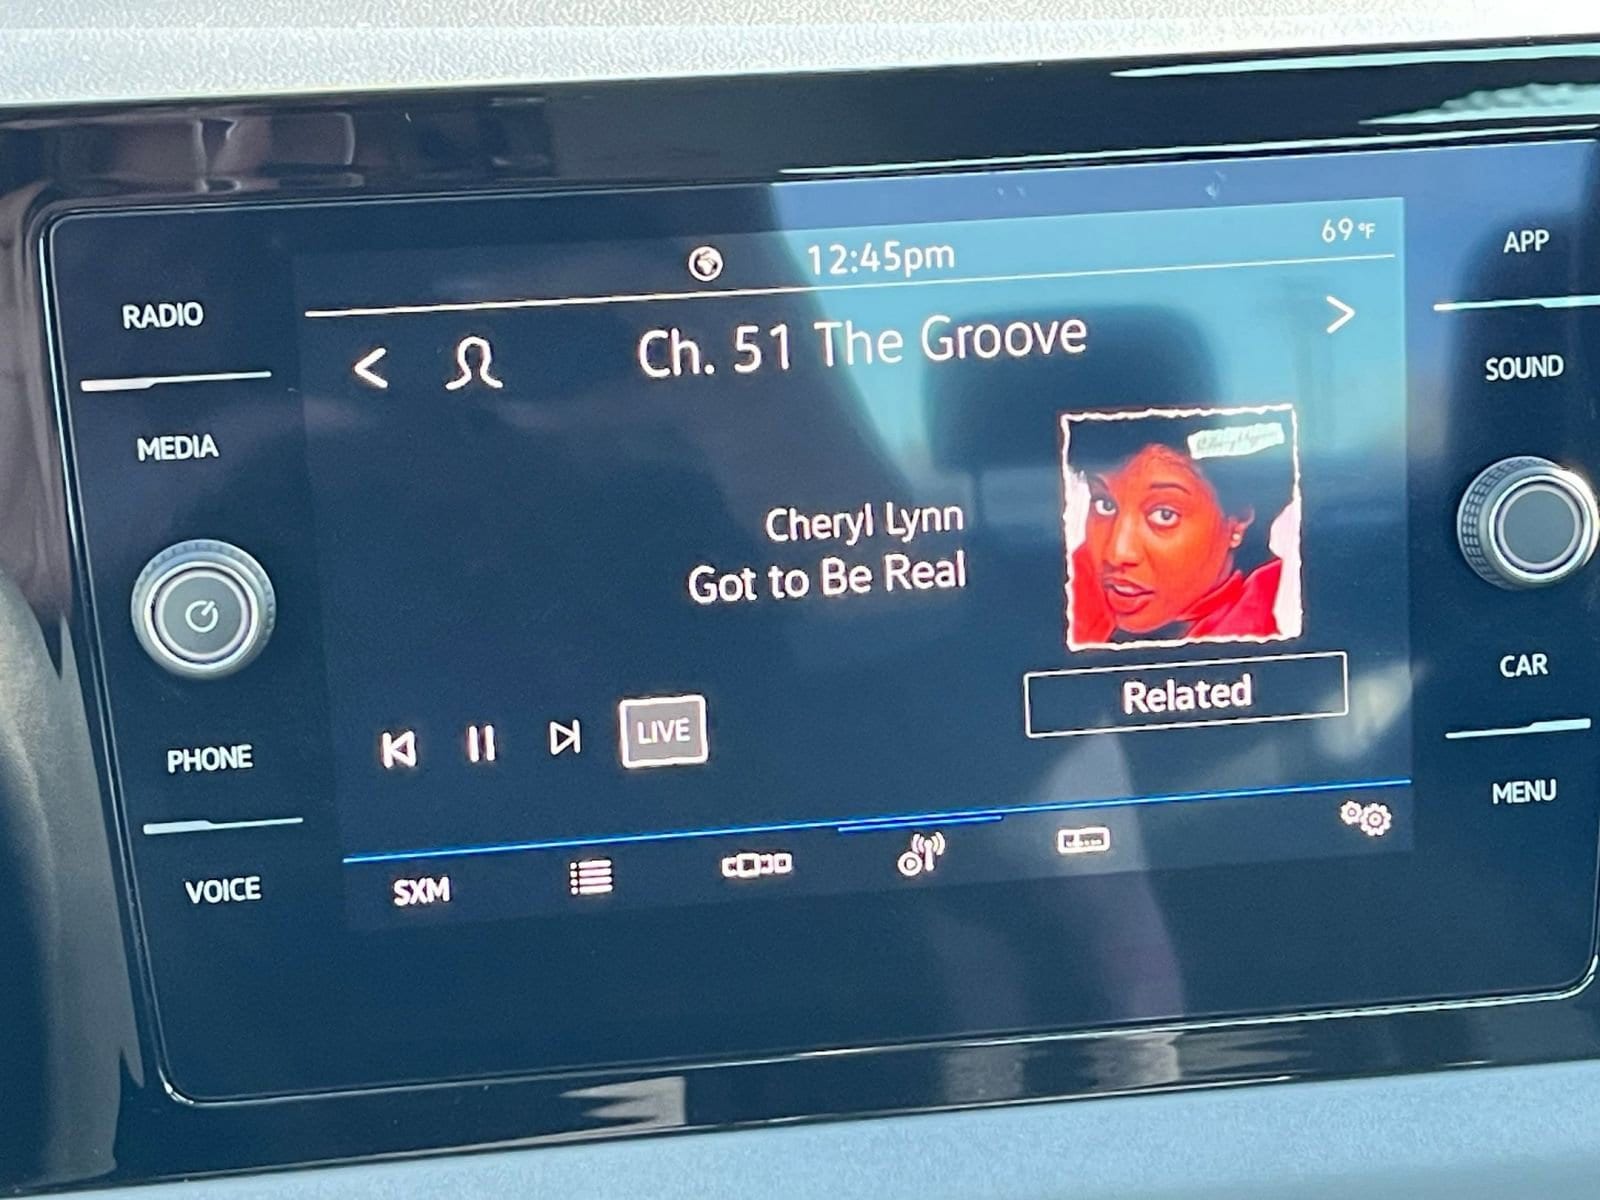 12:45pm
69°F
RADIO
MEDIA
PHONE
VOICE
Ch. 51 The Groove
Cheryl Lynn
Got to Be Real
Related
LIVE
SXM
APP
SOUND
CAR
MENU